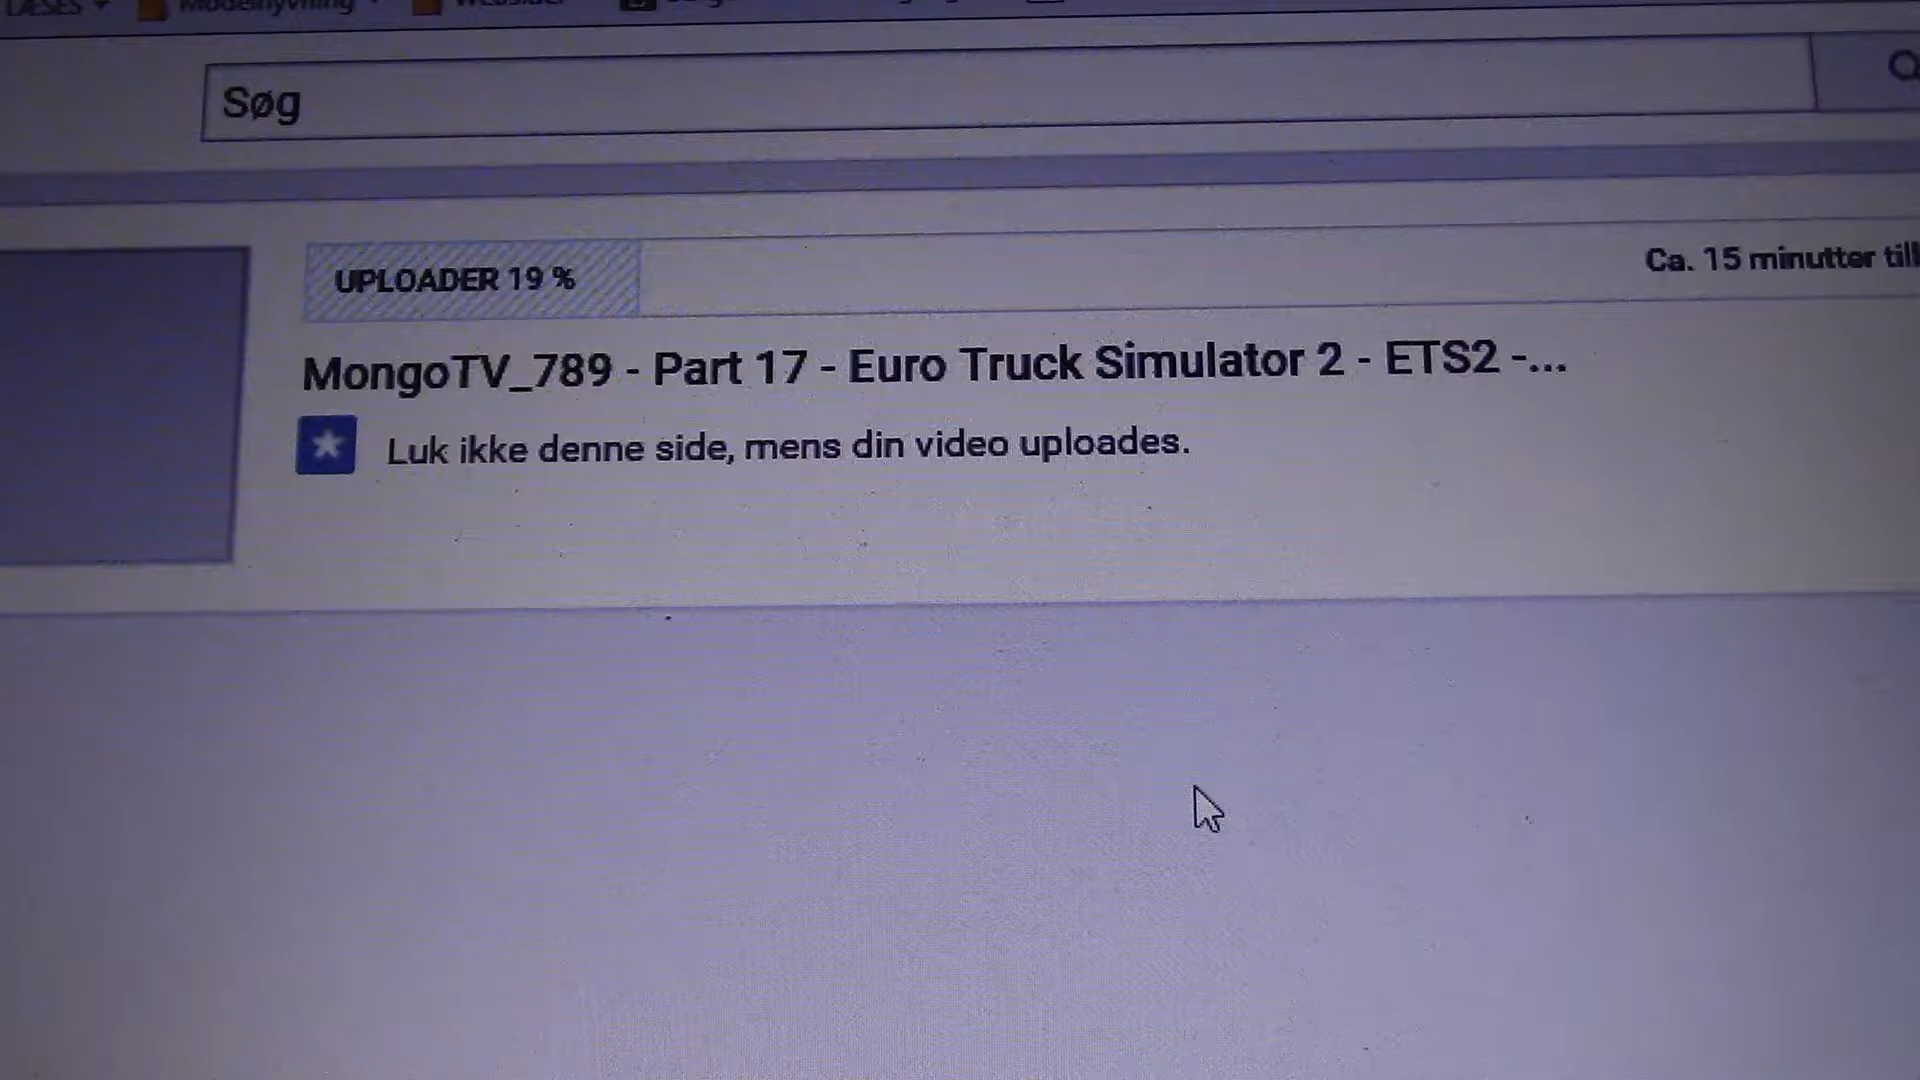 Søg
UPLOADER 19 %
Ca. 15 minutter
MongoTV_789 - Part 17 - Euro Truck Simulator 2 - ETS2 -...
Luk ikke denne side, mens din video uploades.